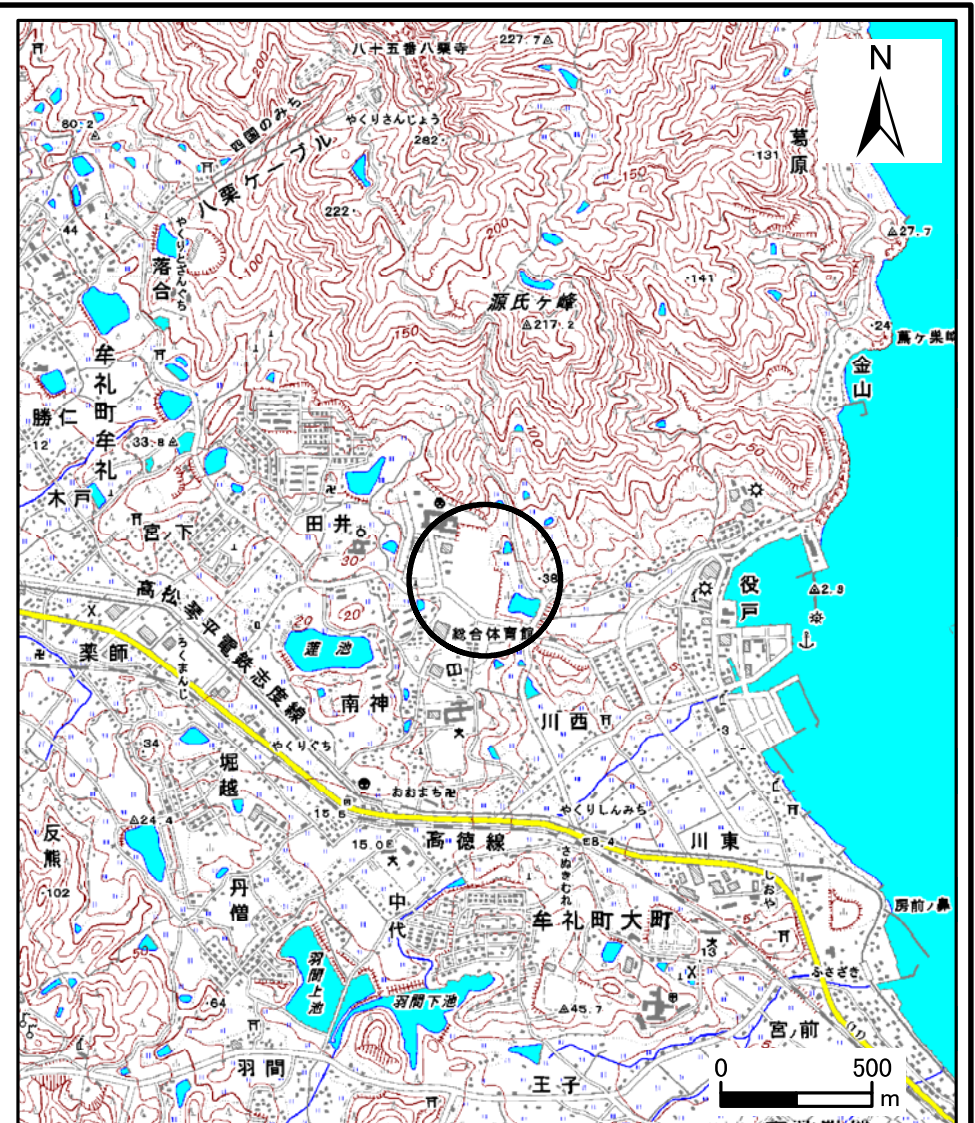 八十五番八栗寺
227.7
N
200
80.2
四国のみち
やくりさんじょう
282
八栗ケーブル
131
葛原
150
222
44
やくりとざんぐち
200
27.7
落合
100
141
源氏ヶ峰
217.2
150
24
金山
牟礼町牟礼
勝仁
100
33.8
12
50
木戸
宮ノ下
田井
30
38
役戸
2.9
高松琴平電鉄志度線
20
20
総合体育館
薬師
ろくまんじ
蓮池
南神
5
川西
3
34
やくりぐち
堀越
おおまち
やくりしんみち
24.4
15.5
反熊
15.0
高徳線
8.4
川東
さぬきむれ
しおや
102
丹僧
中代
房前ノ鼻
牟礼町大町
5
50
羽間上池
13
ふさざき
64
羽間下池
45.7
宮ノ前
羽間
王子
0 500
m